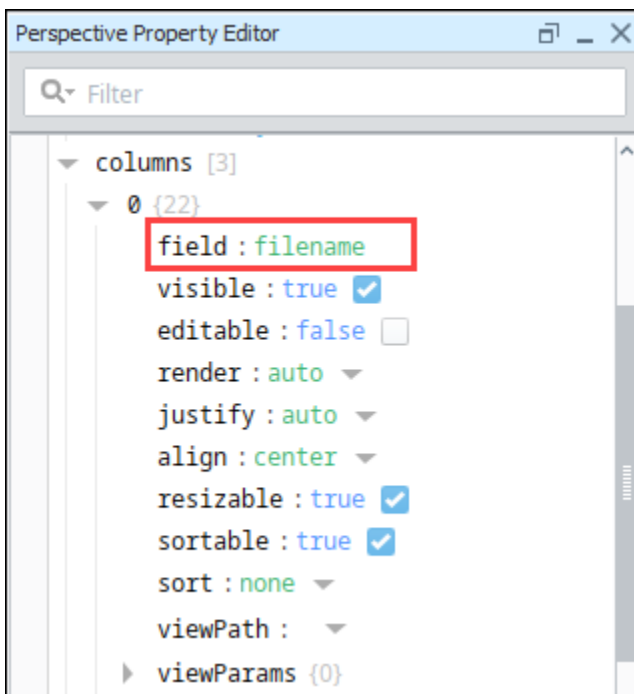 Perspective Property Editor
Filter
columns [3]
0 {22}
field : filename
visible : true
editable : false
render : auto
justify : auto
align : center
resizable : true
sortable : true
sort : none
viewPath :
viewParams {0}